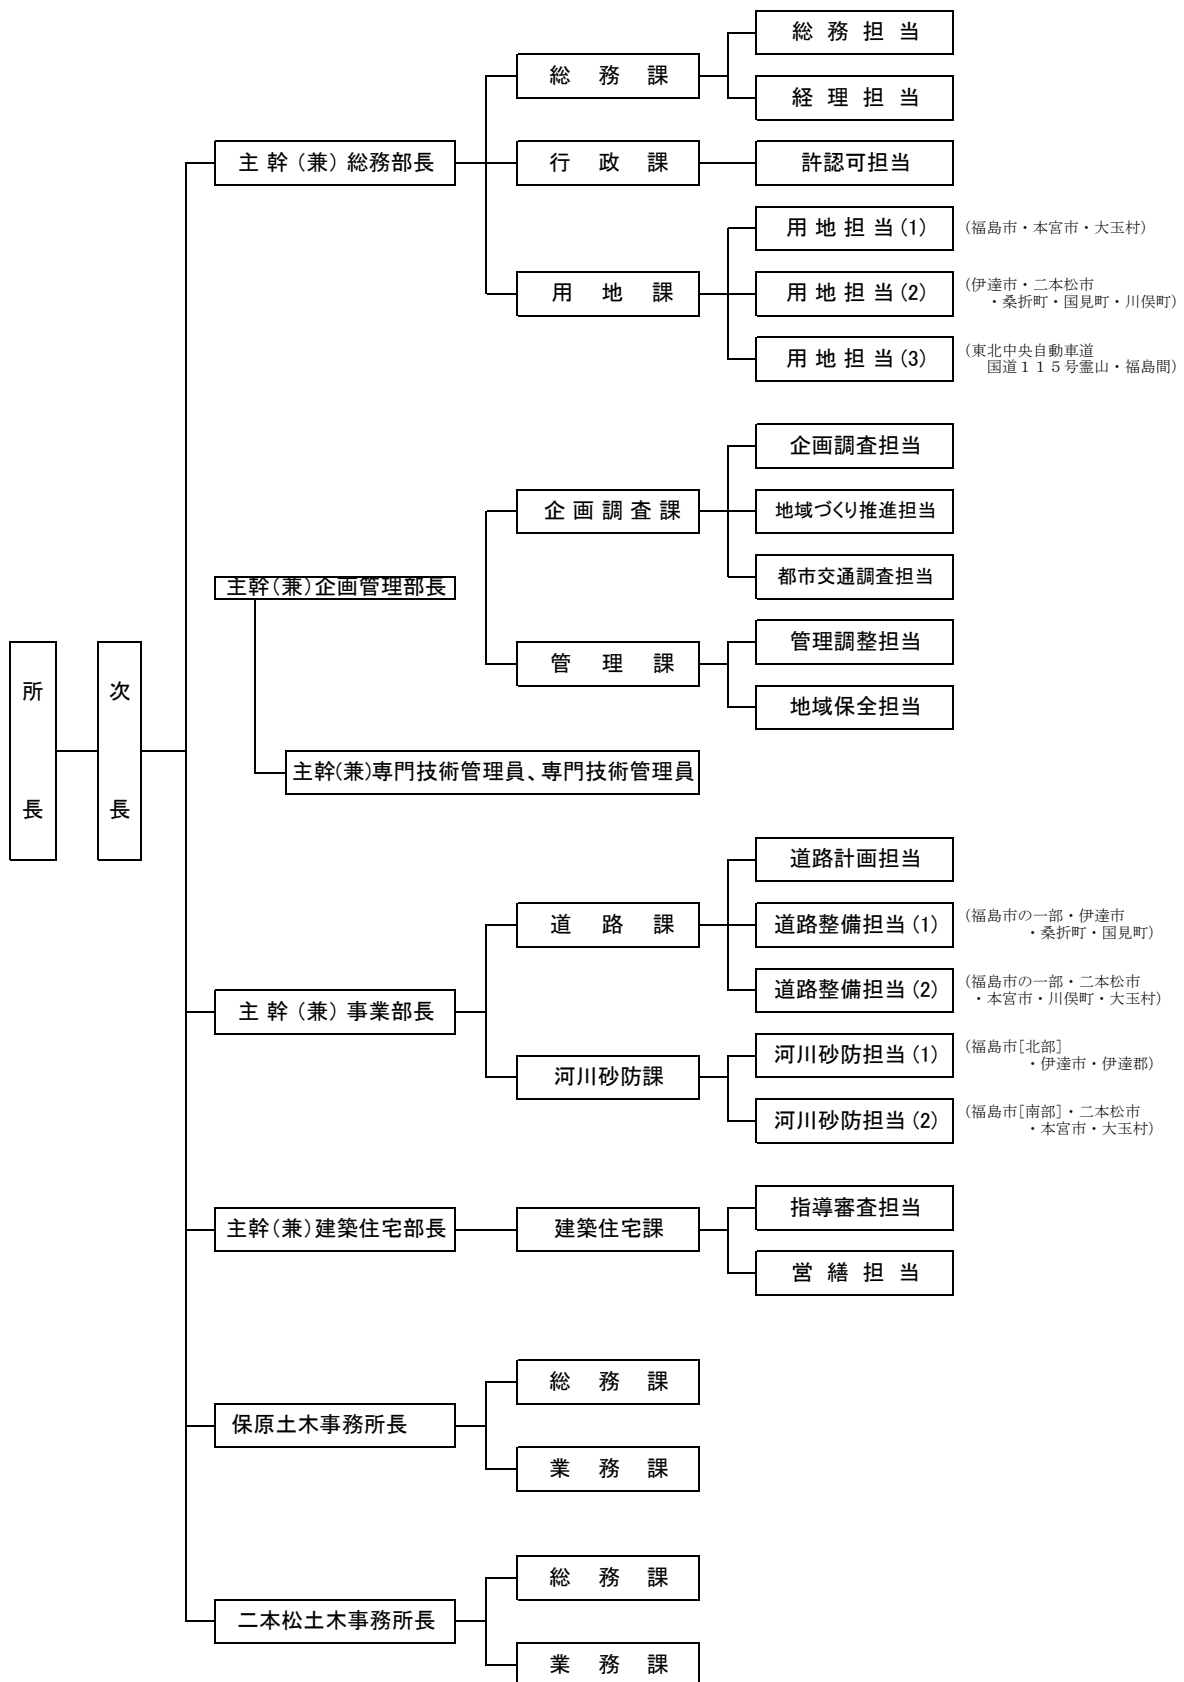 総務担当
総務課
経理担当
主幹（兼）総務部長
行政課
許認可担当
用地担当(1)
(福島市・本宮市・大玉村)
用地課
用地担当(2)
(伊達市・二本松市
・桑折町・国見町・川俣町)
用地担当(3)
(東北中央自動車道
国道１１５号霊山・福島間)
企画調査担当
企画調査課
地域づくり推進担当
都市交通調査担当
主幹（兼）企画管理部長
管理調整担当
管理課
地域保全担当
所長
次長
主幹(兼)専門技術管理員、専門技術管理員
道路計画担当
道路課
道路整備担当(1)
(福島市の一部・伊達市
・桑折町・国見町)
道路整備担当(2)
(福島市の一部・二本松市
・本宮市・川俣町・大玉村)
主幹（兼）事業部長
河川砂防担当(1)
(福島市[北部]
・伊達市・伊達郡)
河川砂防課
河川砂防担当(2)
(福島市[南部]・二本松市
・本宮市・大玉村)
指導審査担当
主幹（兼）建築住宅部長
建築住宅課
営繕担当
総務課
保原土木事務所長
業務課
総務課
二本松土木事務所長
業務課